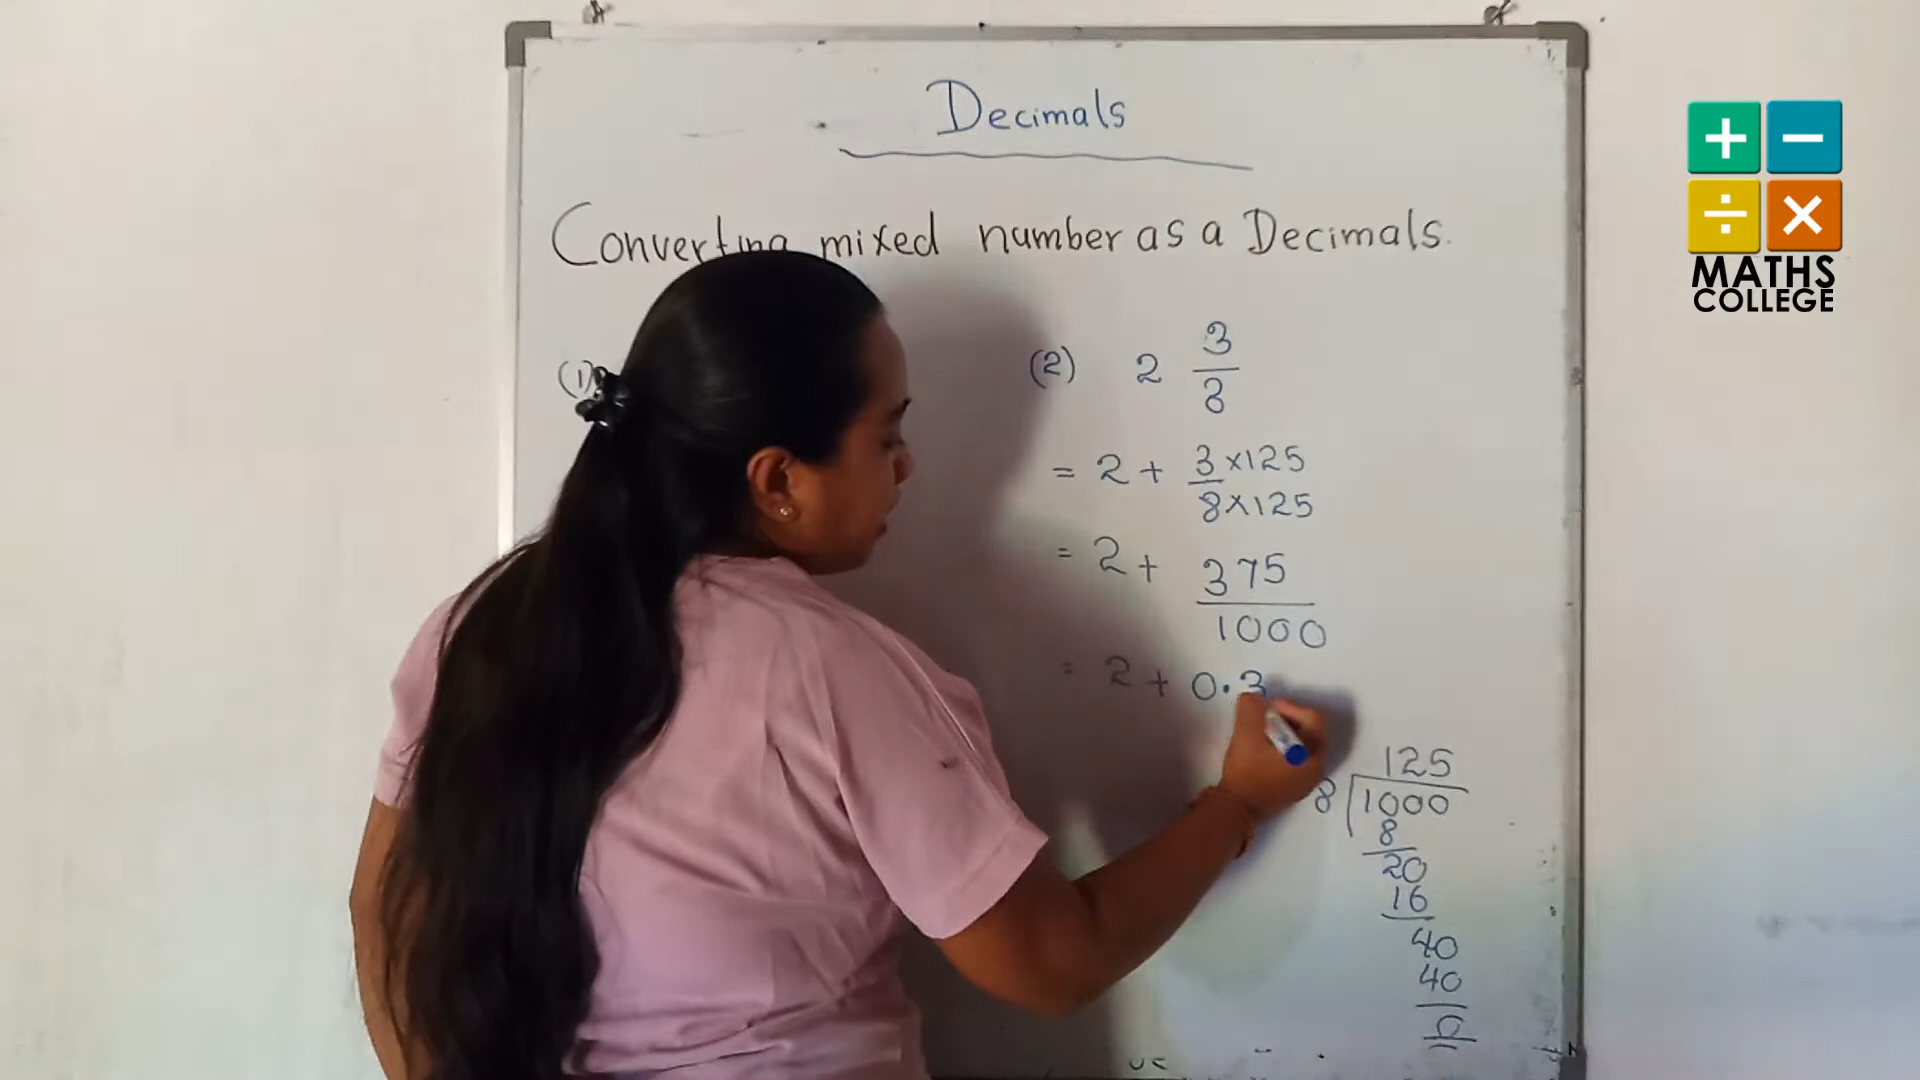 Decimals
Converting mixed number as a Decimals.
(1)
(2) 2 3/8
= 2 + 3×125/8×125
= 2 + 375/1000
= 2 + 0.3
125
8 1000
8
20
16
40
40
0
+ −
÷ ×
MATHS
COLLEGE